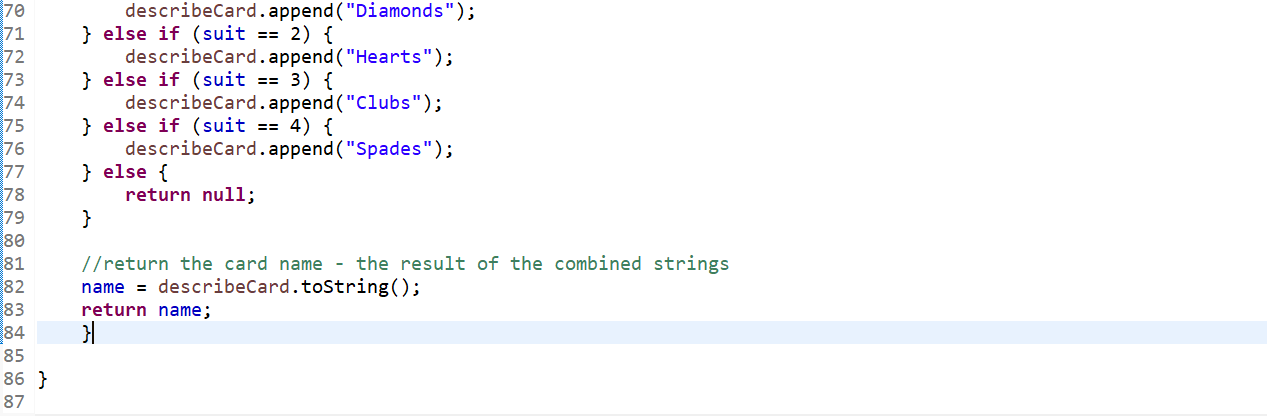 70         describeCard.append("Diamonds");
71     } else if (suit == 2) {
72         describeCard.append("Hearts");
73     } else if (suit == 3) {
74         describeCard.append("Clubs");
75     } else if (suit == 4) {
76         describeCard.append("Spades");
77     } else {
78         return null;
79     }
80
81     //return the card name - the result of the combined strings
82     name = describeCard.toString();
83     return name;
84     }
85
86 }
87